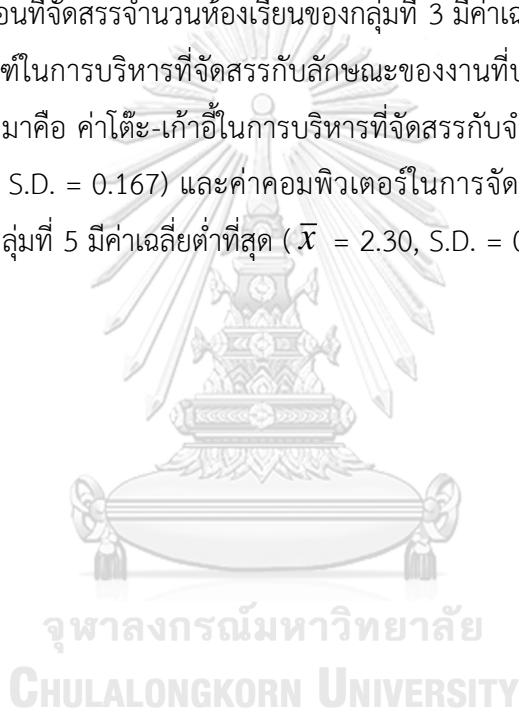 อนที่จัดสรรจำนวนห้องเรียนของกลุ่มที่ 3 มีค่าเฉ
ฑ์ในการบริหารที่จัดสรรกับลักษณะของงานที่
มาคือ ค่าโต๊ะ-เก้าอี้ในการบริหารที่จัดสรรกับจำ
S.D. = 0.167) และค่าคอมพิวเตอร์ในการจัด
ลุ่มที่ 5 มีค่าเฉลี่ยต่ำที่สุด ( x̅ = 2.30, S.D. = 0
จุฬาลงกรณ์มหาวิทยาลัย
CHULALONGKORN UNIVERSITY